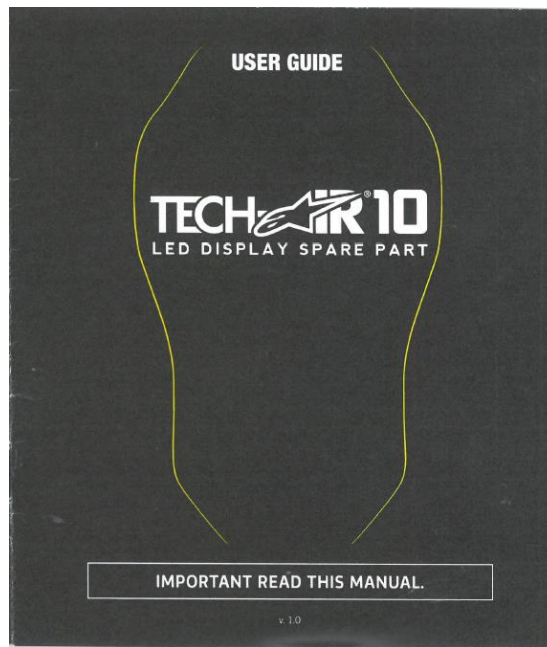 USER GUIDE
TECH-AIR® 10
LED DISPLAY SPARE PART
IMPORTANT READ THIS MANUAL.
v. 1.0